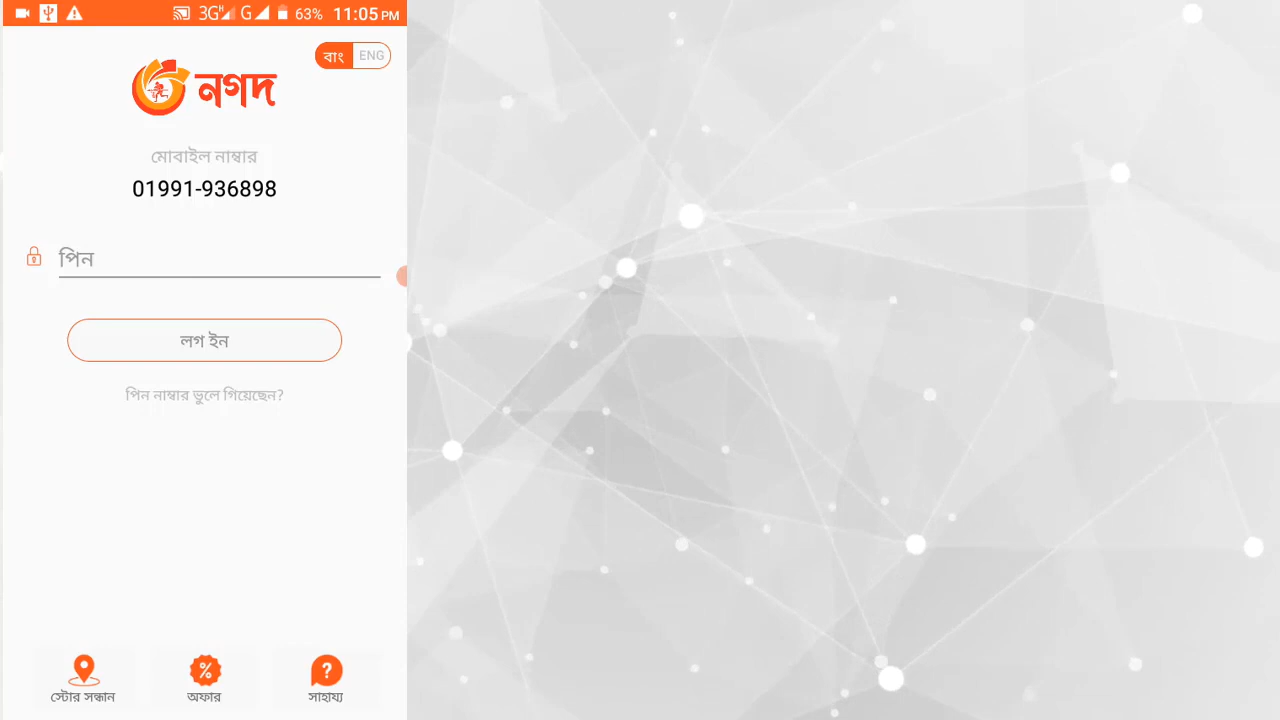 3G H G 63% 11:05 PM
বাং ENG
নগদ
মোবাইল নাম্বার
01991-936898
পিন
লগ ইন
পিন নাম্বার ভুলে গিয়েছেন?
স্টোর সন্ধান অফার সাহায্য